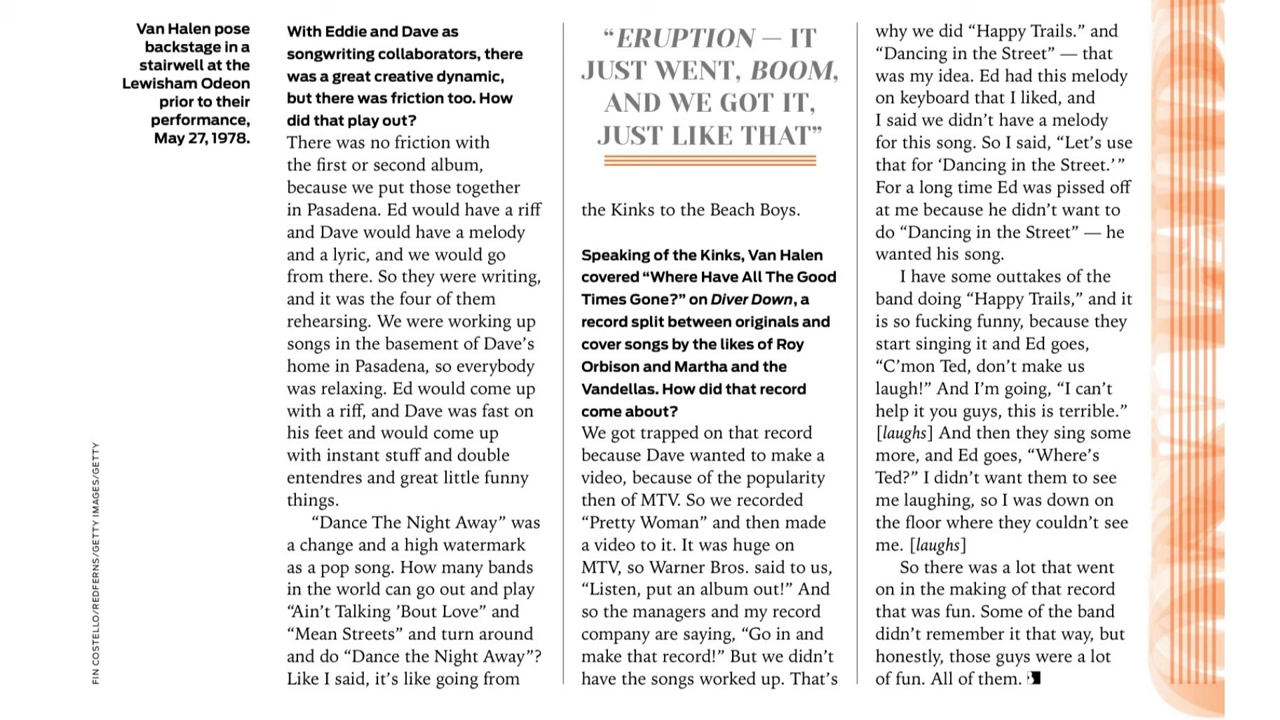 Van Halen pose
backstage in a
stairwell at the
Lewisham Odeon
prior to their
performance,
May 27, 1978.
FIN COSTELLO/REDFERNS/GETTY IMAGES/GETTY
With Eddie and Dave as
songwriting collaborators, there
was a great creative dynamic,
but there was friction too. How
did that play out?
There was no friction with
the first or second album,
because we put those together
in Pasadena. Ed would have a riff
and Dave would have a melody
and a lyric, and we would go
from there. So they were writing,
and it was the four of them
rehearsing. We were working up
songs in the basement of Dave's
home in Pasadena, so everybody
was relaxing. Ed would come up
with a riff, and Dave was fast on
his feet and would come up
with instant stuff and double
entendres and great little funny
things.
“Dance The Night Away” was
a change and a high watermark
as a pop song. How many bands
in the world can go out and play
“Ain’t Talking ’Bout Love” and
“Mean Streets” and turn around
and do “Dance the Night Away”?
Like I said, it’s like going from
“ERUPTION — IT
JUST WENT, BOOM,
AND WE GOT IT,
JUST LIKE THAT”
the Kinks to the Beach Boys.
Speaking of the Kinks, Van Halen
covered “Where Have All The Good
Times Gone?” on Diver Down, a
record split between originals and
cover songs by the likes of Roy
Orbison and Martha and the
Vandellas. How did that record
come about?
We got trapped on that record
because Dave wanted to make a
video, because of the popularity
then of MTV. So we recorded
“Pretty Woman” and then made
a video to it. It was huge on
MTV, so Warner Bros. said to us,
“Listen, put an album out!” And
so the managers and my record
company are saying, “Go in and
make that record!” But we didn’t
have the songs worked up. That’s
why we did “Happy Trails.” and
“Dancing in the Street” — that
was my idea. Ed had this melody
on keyboard that I liked, and
I said we didn’t have a melody
for this song. So I said, “Let’s use
that for ‘Dancing in the Street.’”
For a long time Ed was pissed off
at me because he didn’t want to
do “Dancing in the Street” — he
wanted his song.
I have some outtakes of the
band doing “Happy Trails,” and it
is so fucking funny, because they
start singing it and Ed goes,
“C’mon Ted, don’t make us
laugh!” And I’m going, “I can’t
help it you guys, this is terrible.”
[laughs] And then they sing some
more, and Ed goes, “Where’s
Ted?” I didn’t want them to see
me laughing, so I was down on
the floor where they couldn’t see
me. [laughs]
So there was a lot that went
on in the making of that record
that was fun. Some of the band
didn’t remember it that way, but
honestly, those guys were a lot
of fun. All of them.